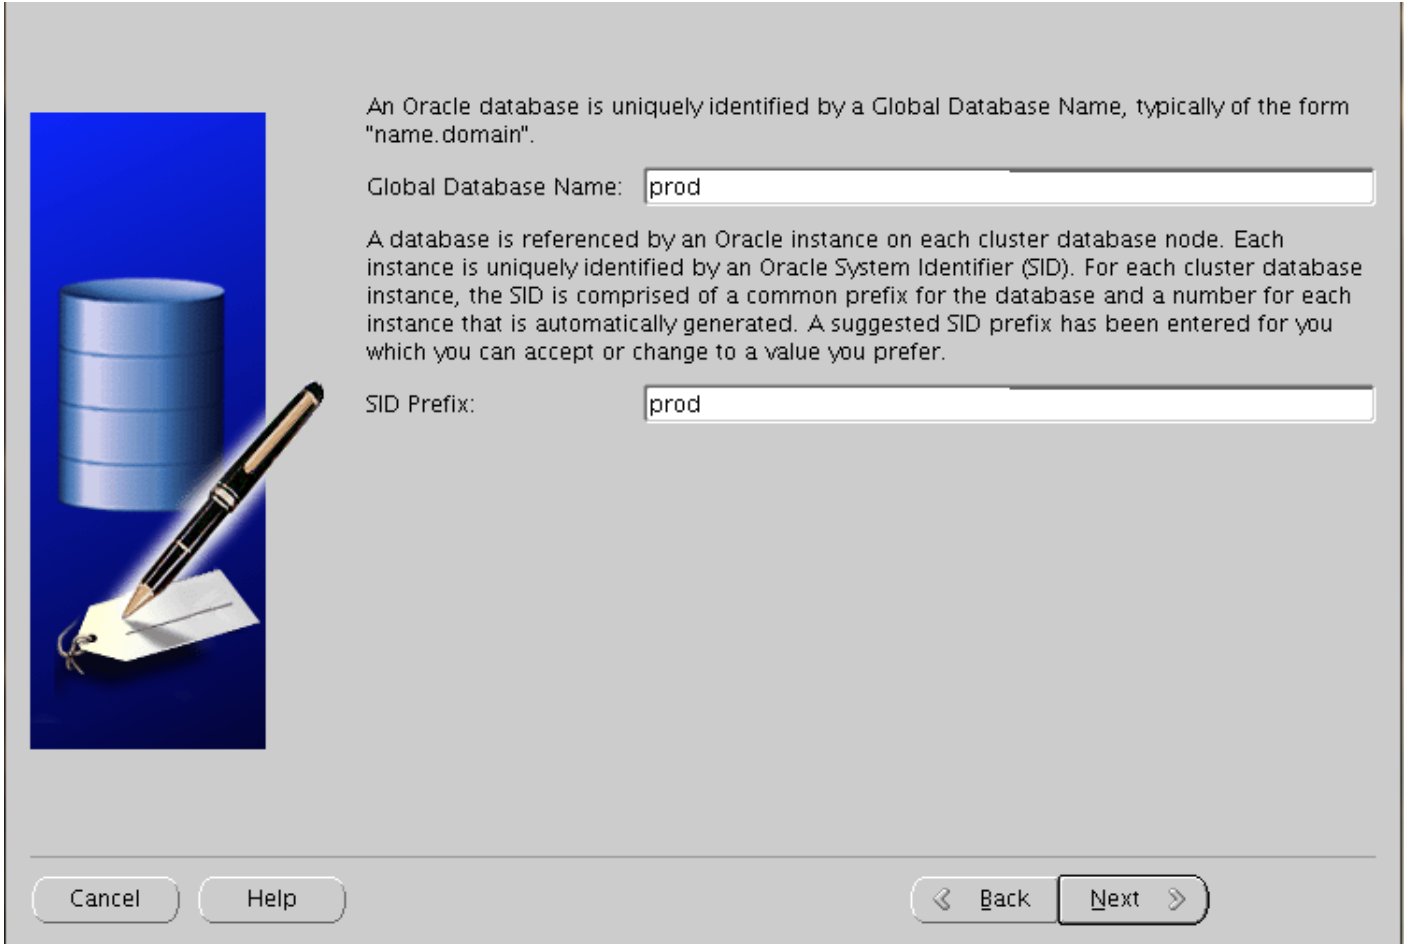 An Oracle database is uniquely identified by a Global Database Name, typically of the form
"name.domain".
Global Database Name: prod
A database is referenced by an Oracle instance on each cluster database node. Each
instance is uniquely identified by an Oracle System Identifier (SID). For each cluster database
instance, the SID is comprised of a common prefix for the database and a number for each
instance that is automatically generated. A suggested SID prefix has been entered for you
which you can accept or change to a value you prefer.
SID Prefix: prod
Cancel Help Back Next